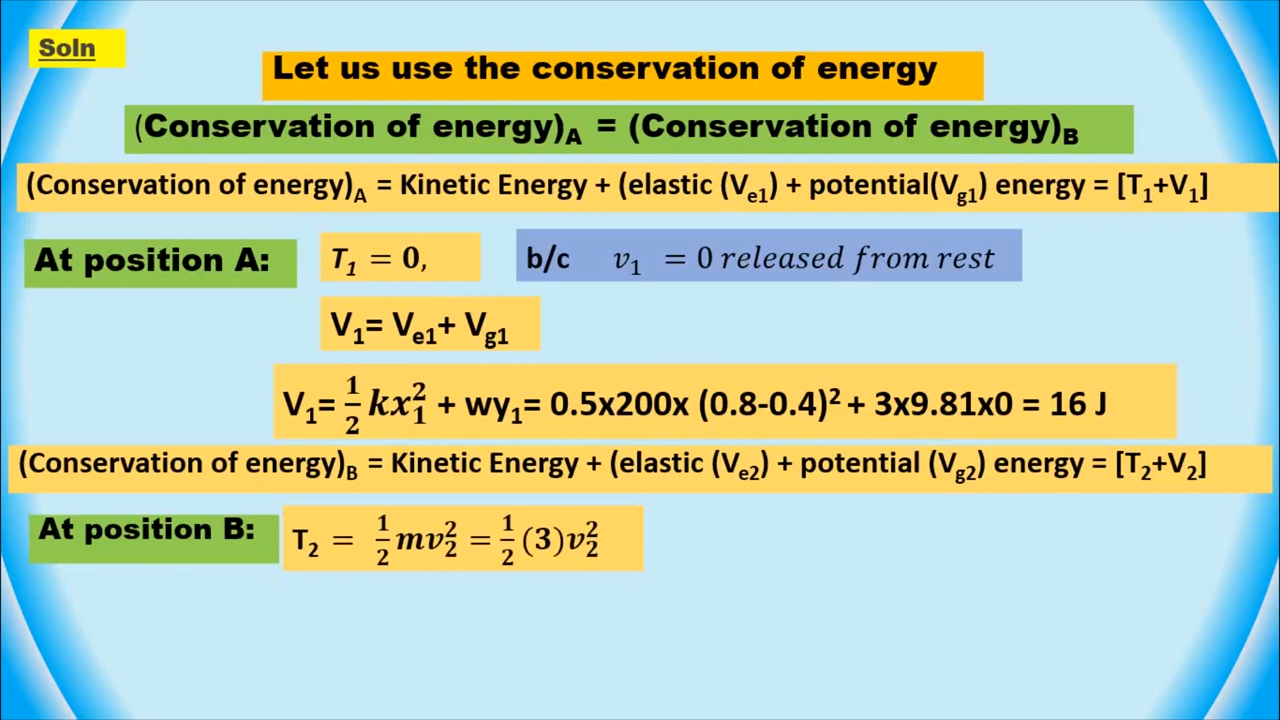 Soln
Let us use the conservation of energy
(Conservation of energy)A = (Conservation of energy)B
(Conservation of energy)A = Kinetic Energy + (elastic (Ve1) + potential(Vg1) energy = [T1+V1]
At position A: T1 = 0, b/c v1 = 0 released from rest
V1= Ve1+ Vg1
V1= 1/2 kx1² + wy1= 0.5x200x (0.8-0.4)² + 3x9.81x0 = 16 J
(Conservation of energy)B = Kinetic Energy + (elastic (Ve2) + potential (Vg2) energy = [T2+V2]
At position B: T2 = 1/2 mv2² = 1/2 (3)v2²